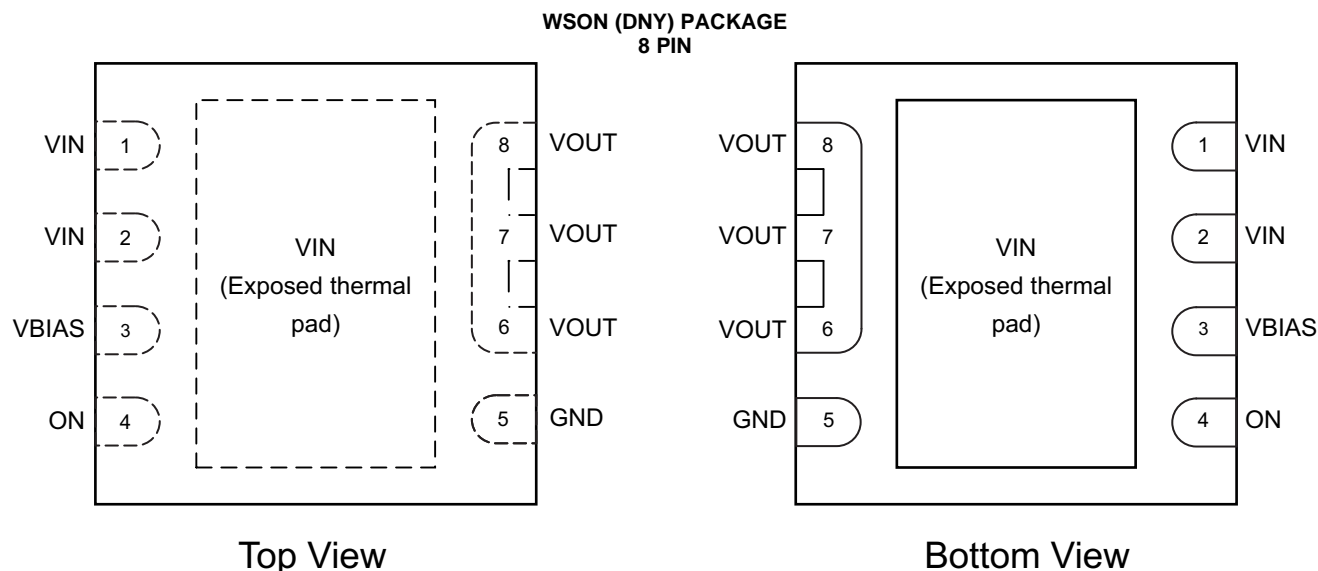 WSON (DNY) PACKAGE
8 PIN
VIN 1
8 VOUT
VIN 2
7 VOUT
VBIAS 3
6 VOUT
ON 4
5 GND
VIN
(Exposed thermal
pad)
Top View
VOUT 8
1 VIN
VOUT 7
2 VIN
VOUT 6
3 VBIAS
GND 5
4 ON
VIN
(Exposed thermal
pad)
Bottom View